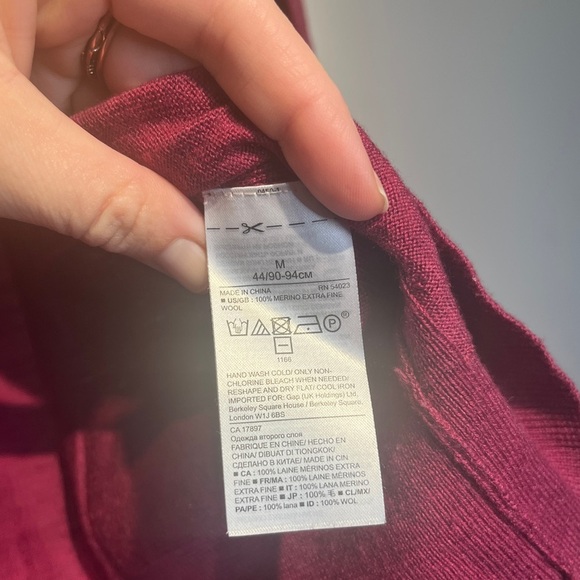 M
44/90-94CM
MADE IN CHINA RN 54023
■ US/GB : 100% MERINO EXTRA FINE
WOOL
P
1166
HAND WASH COLD/ ONLY NON-
CHLORINE BLEACH WHEN NEEDED/
RESHAPE AND DRY FLAT/ COOL IRON
IMPORTED FOR: Gap (UK Holdings) Ltd,
Berkeley Square House / Berkeley Square,
London W1J 6BS
CA 17897
Одежда второго слоя
FABRIQUE EN CHINE/ HECHO EN
CHINA/ DIBUAT DI TIONGKOK/
СДЕЛАНО В КИТАЕ/ MADE IN CIN
■ CA : 100% LAINE MÉRINOS EXTRA
FINE ■ FR/MA : 100% LAINE MÉRINOS
EXTRA FINE ■ IT : 100% LANA MERINO
EXTRA FINE ■ JP : 100% 毛 ■ CL/MX/
PA/PE : 100% lana ■ ID : 100% WOL